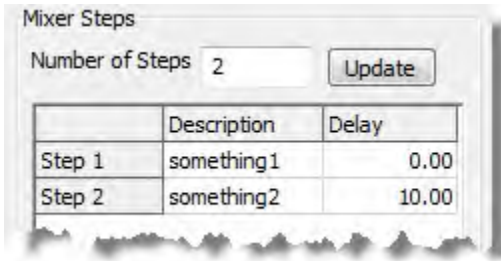 Mixer Steps
Number of Steps 2 Update
Description Delay
Step 1 something1 0.00
Step 2 something2 10.00